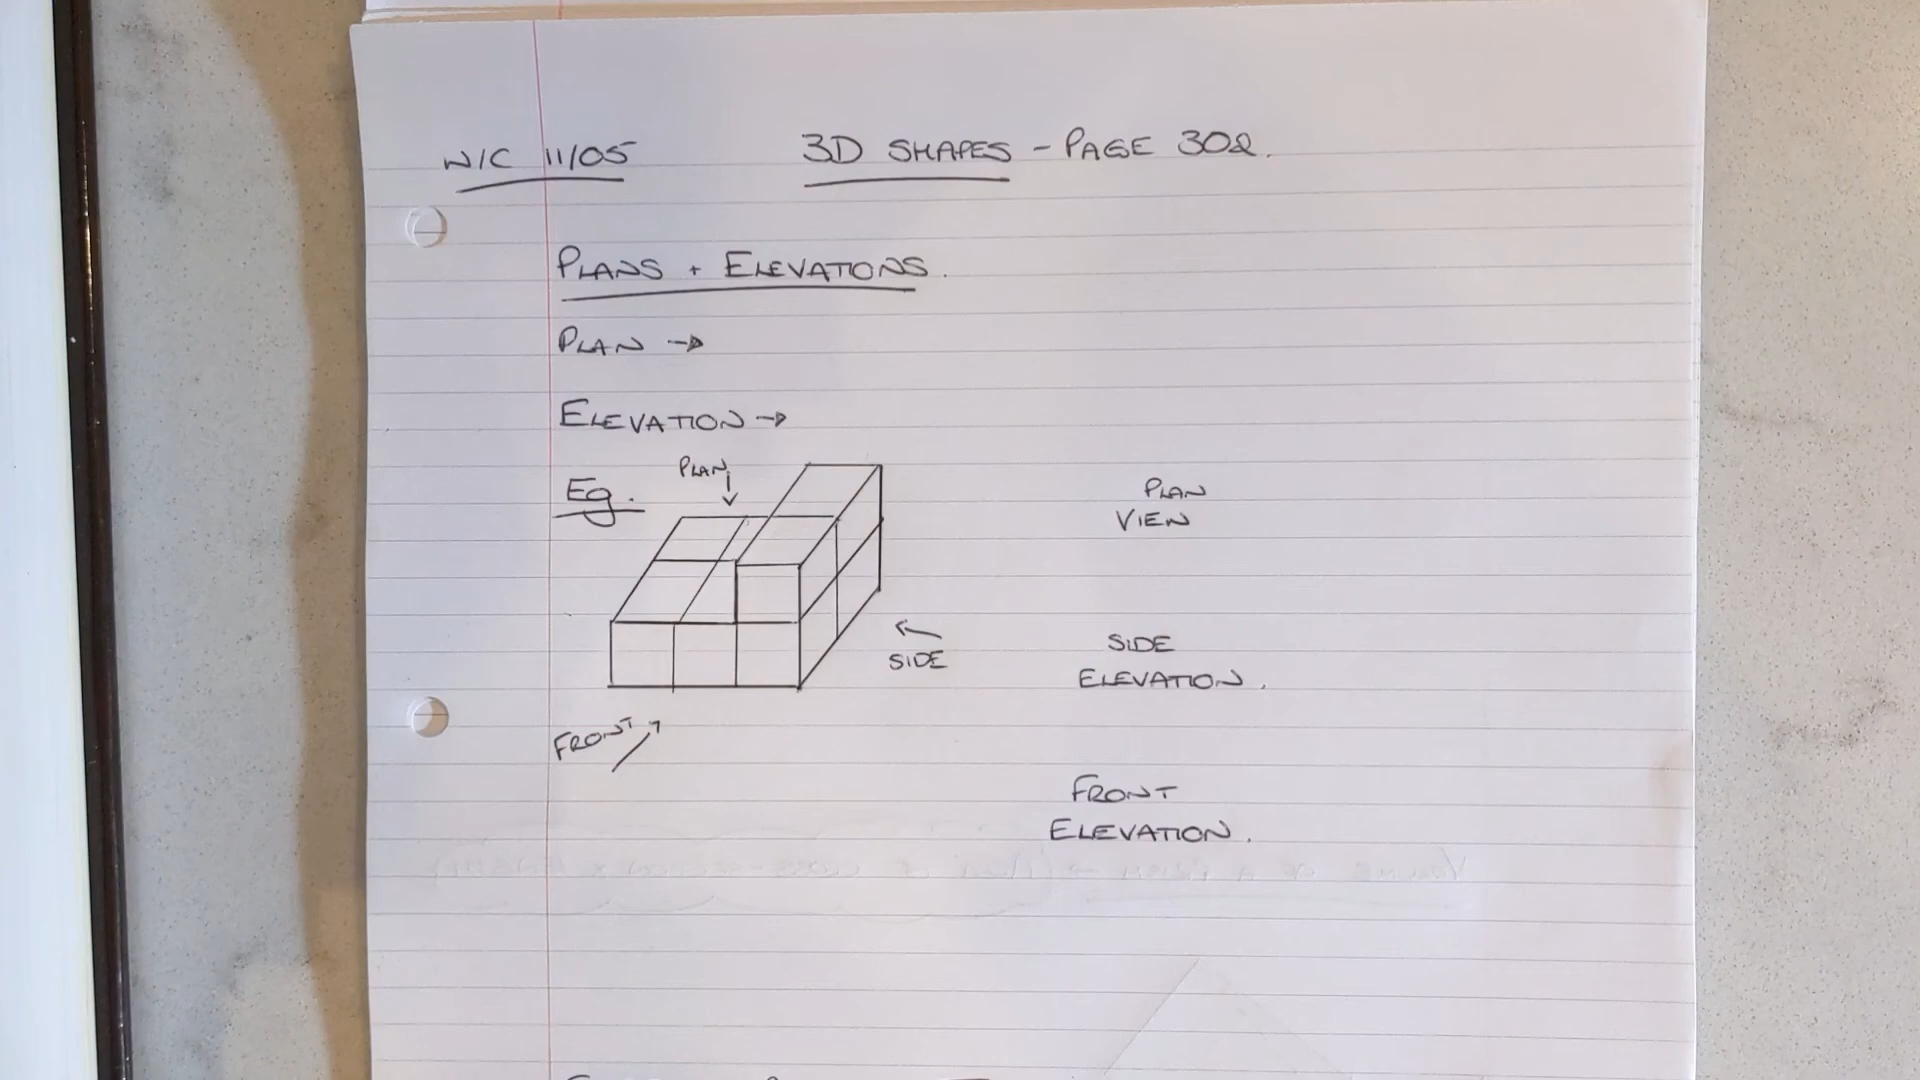 W/C 11/05 3D SHAPES - PAGE 302.
PLANS + ELEVATIONS.
PLAN →
ELEVATION →
Eg.
PLAN
SIDE
FRONT
PLAN
VIEW
SIDE
ELEVATION.
FRONT
ELEVATION.